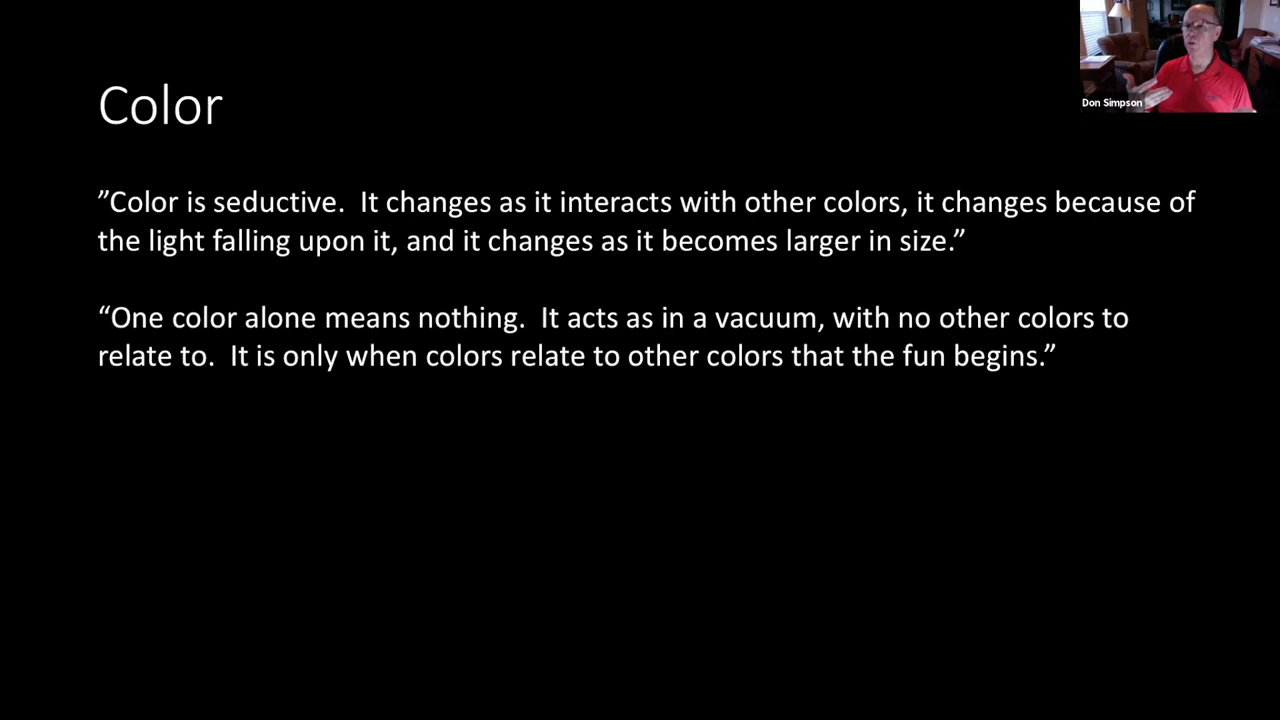 Color
”Color is seductive.  It changes as it interacts with other colors, it changes because of
the light falling upon it, and it changes as it becomes larger in size.”
“One color alone means nothing.  It acts as in a vacuum, with no other colors to
relate to.  It is only when colors relate to other colors that the fun begins.”
Don Simpson